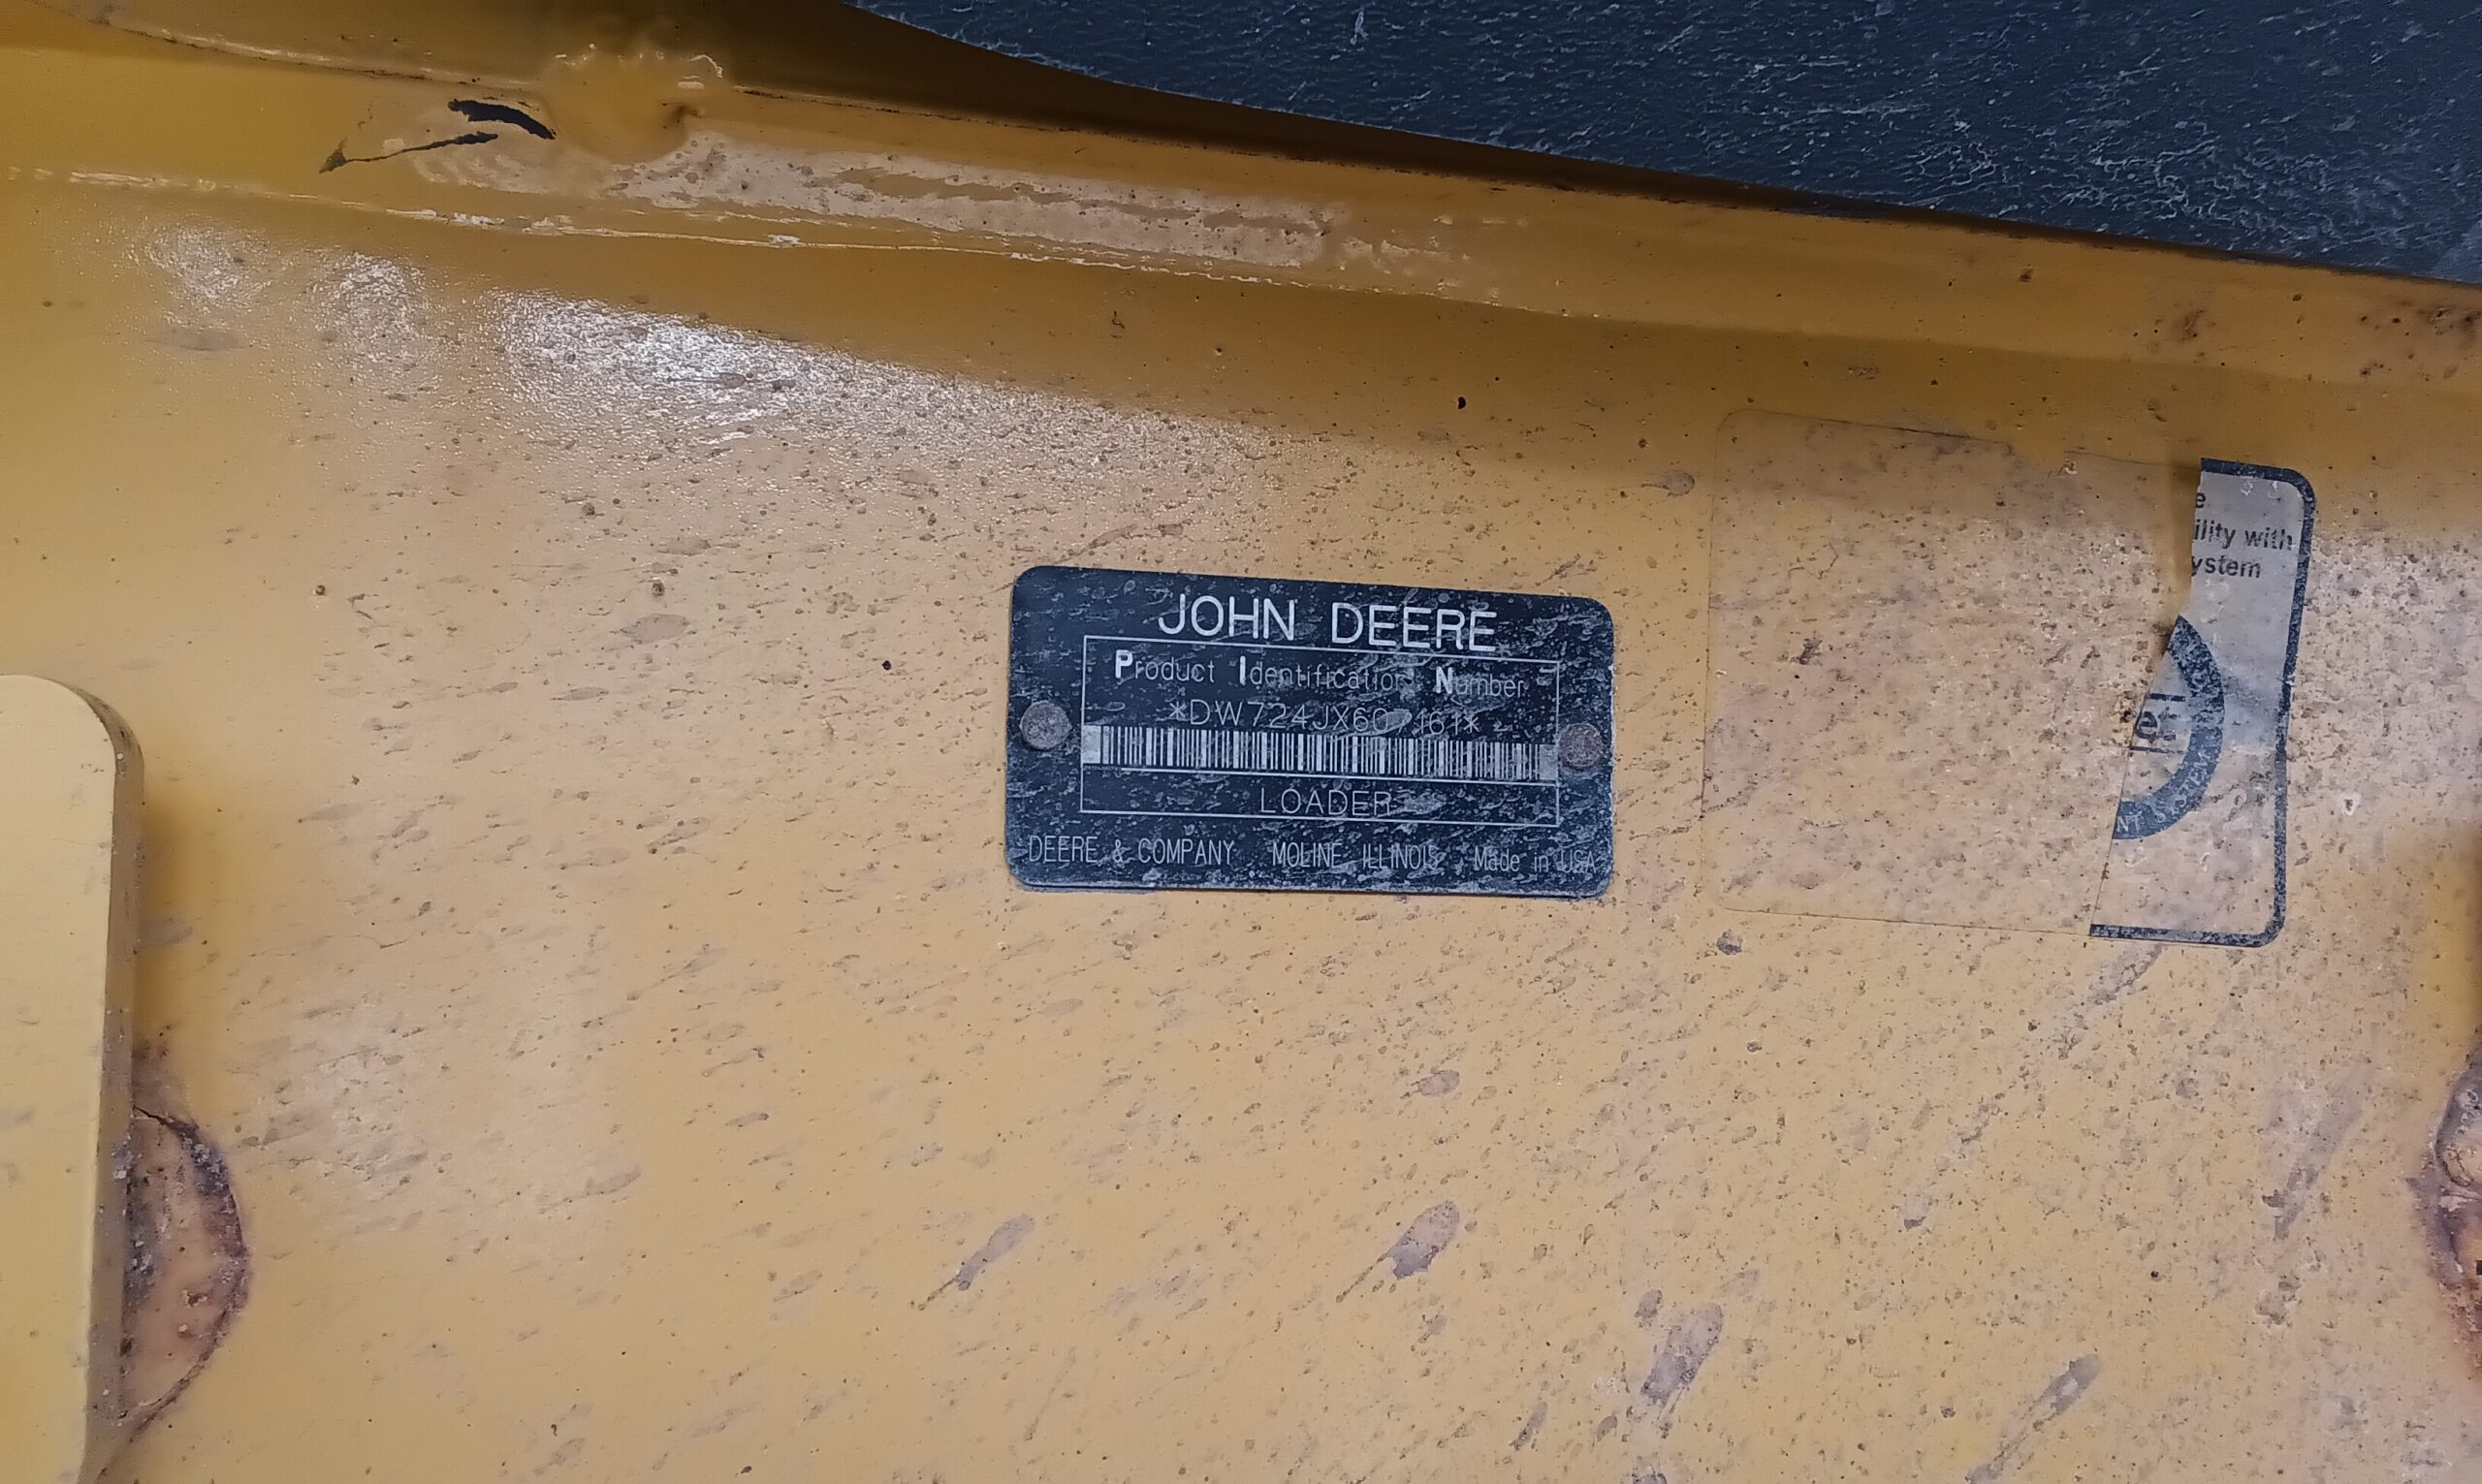 JOHN DEERE
Product Identification Number
LOADER
DEERE & COMPANY MOLINE, ILLINOIS Made in USA
e
ility with
ystem